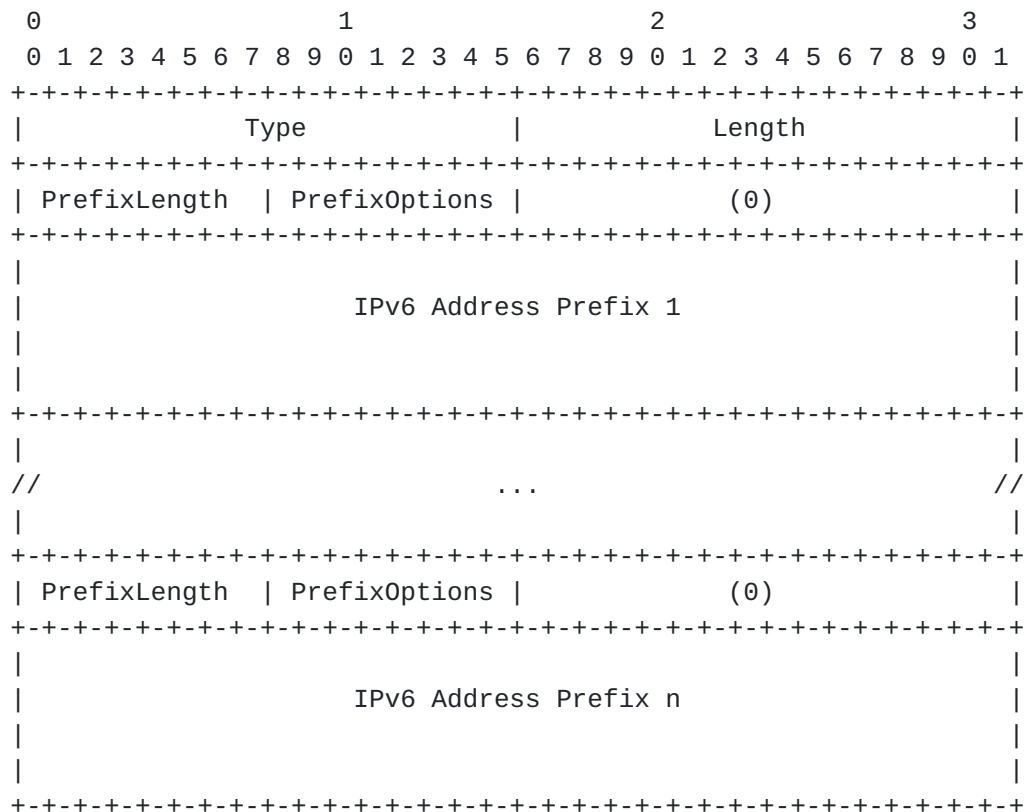 0                   1                   2                   3
 0 1 2 3 4 5 6 7 8 9 0 1 2 3 4 5 6 7 8 9 0 1 2 3 4 5 6 7 8 9 0 1
+-+-+-+-+-+-+-+-+-+-+-+-+-+-+-+-+-+-+-+-+-+-+-+-+-+-+-+-+-+-+-+-+
|              Type             |            Length             |
+-+-+-+-+-+-+-+-+-+-+-+-+-+-+-+-+-+-+-+-+-+-+-+-+-+-+-+-+-+-+-+-+
| PrefixLength  | PrefixOptions |             (0)               |
+-+-+-+-+-+-+-+-+-+-+-+-+-+-+-+-+-+-+-+-+-+-+-+-+-+-+-+-+-+-+-+-+
|                                                               |
|                     IPv6 Address Prefix 1                     |
|                                                               |
|                                                               |
+-+-+-+-+-+-+-+-+-+-+-+-+-+-+-+-+-+-+-+-+-+-+-+-+-+-+-+-+-+-+-+-+
|                                                               |
//                             ...                             //
|                                                               |
+-+-+-+-+-+-+-+-+-+-+-+-+-+-+-+-+-+-+-+-+-+-+-+-+-+-+-+-+-+-+-+-+
| PrefixLength  | PrefixOptions |             (0)               |
+-+-+-+-+-+-+-+-+-+-+-+-+-+-+-+-+-+-+-+-+-+-+-+-+-+-+-+-+-+-+-+-+
|                                                               |
|                     IPv6 Address Prefix n                     |
|                                                               |
|                                                               |
+-+-+-+-+-+-+-+-+-+-+-+-+-+-+-+-+-+-+-+-+-+-+-+-+-+-+-+-+-+-+-+-+